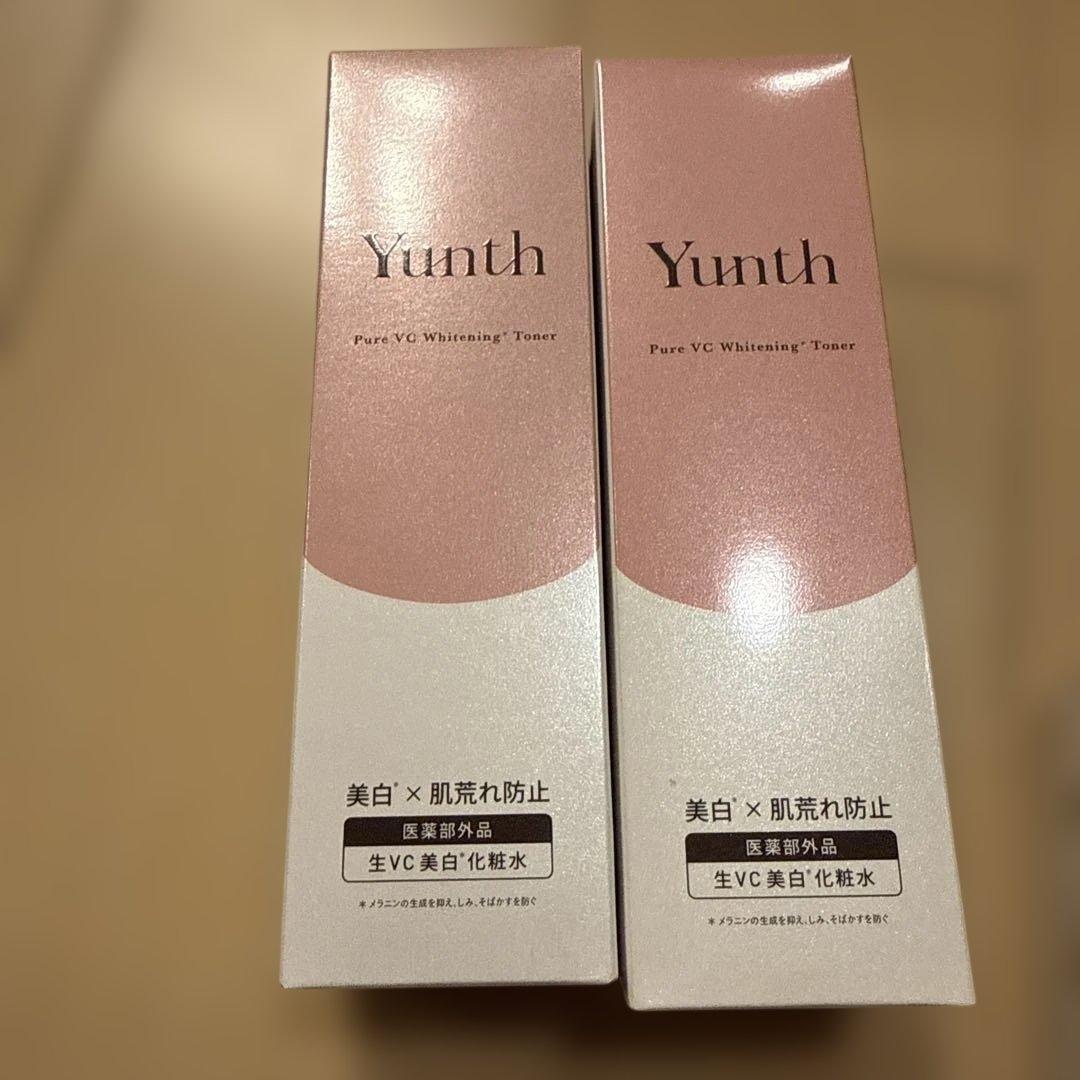 Yunth
Pure VC Whitening* Toner
美白*×肌荒れ防止
医薬部外品
生VC美白*化粧水
*メラニンの生成を抑え、しみ、そばかすを防ぐ
Yunth
Pure VC Whitening* Toner
美白*×肌荒れ防止
医薬部外品
生VC美白*化粧水
*メラニンの生成を抑え、しみ、そばかすを防ぐ